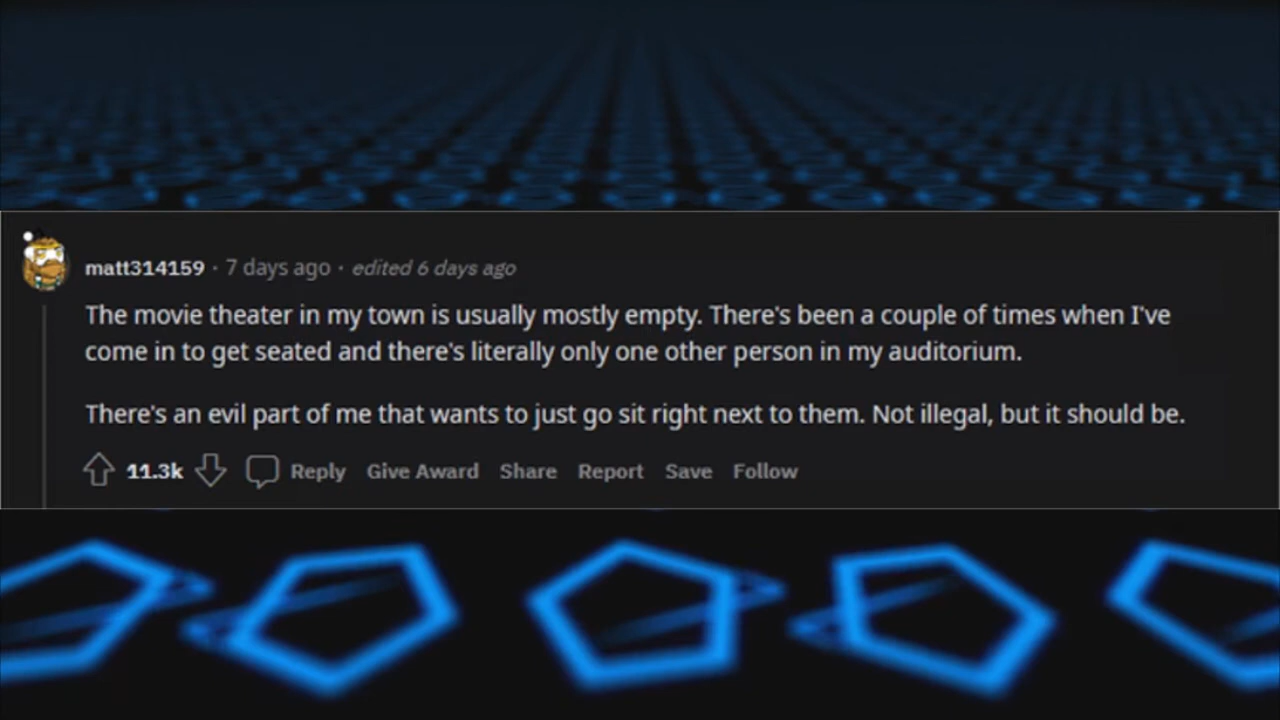 matt314159 · 7 days ago · edited 6 days ago
The movie theater in my town is usually mostly empty. There's been a couple of times when I've
come in to get seated and there's literally only one other person in my auditorium.
There's an evil part of me that wants to just go sit right next to them. Not illegal, but it should be.
11.3k Reply Give Award Share Report Save Follow